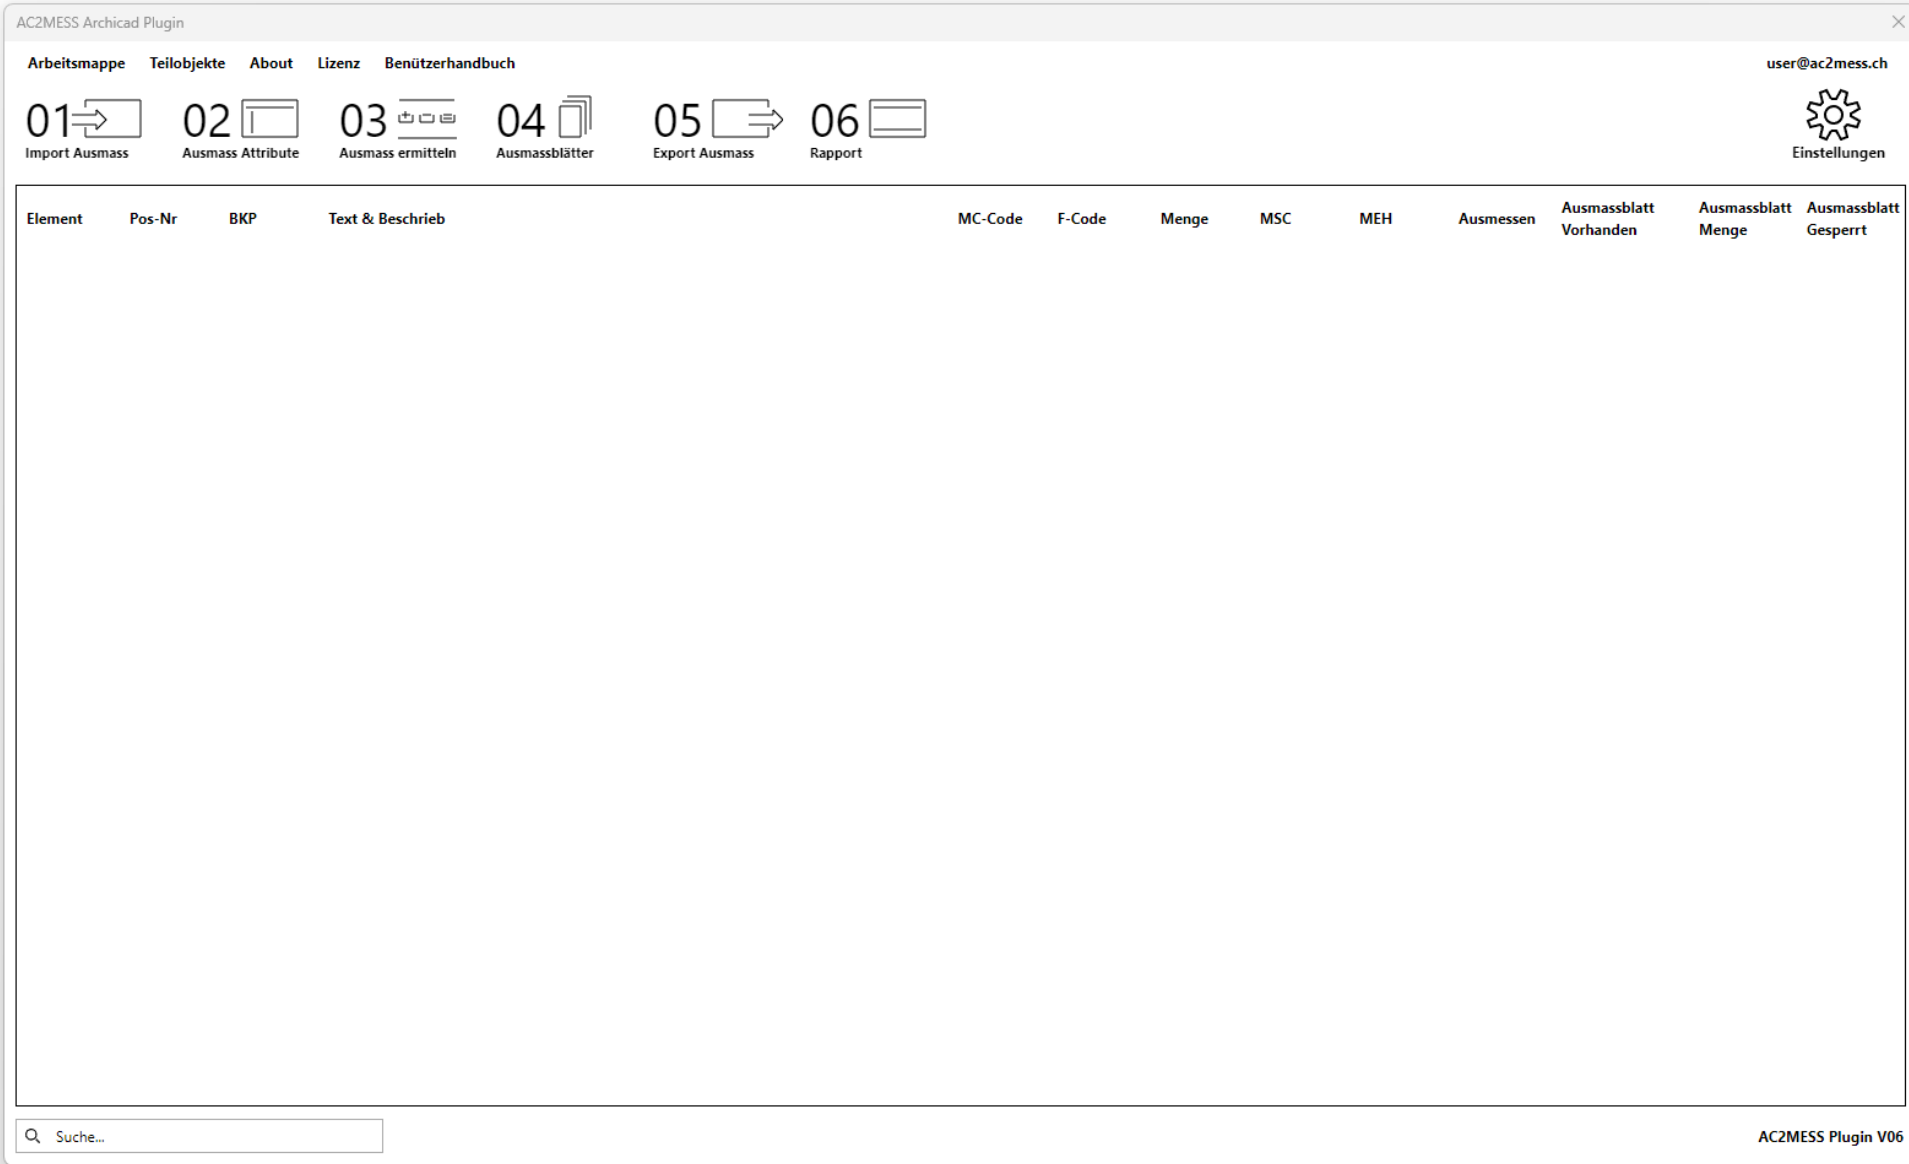 AC2MESS Archicad Plugin
Arbeitsmappe Teilobjekte About Lizenz Benützerhandbuch user@ac2mess.ch
01 02 03 04 05 06
Import Ausmass Ausmass Attribute Ausmass ermitteln Ausmassblätter Export Ausmass Rapport Einstellungen
Element Pos-Nr BKP Text & Beschrieb MC-Code F-Code Menge MSC MEH Ausmessen Ausmassblatt Vorhanden Ausmassblatt Menge Ausmassblatt Gesperrt
Suche... AC2MESS Plugin V06